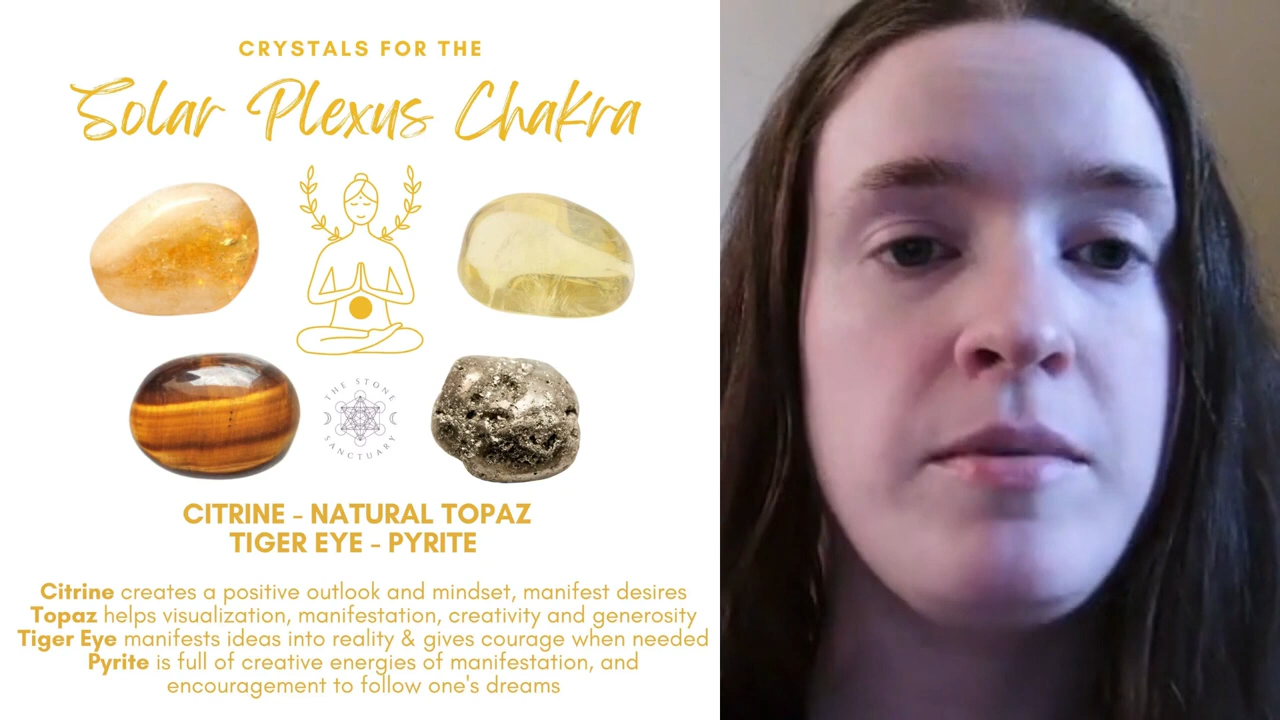 CRYSTALS FOR THE
Solar Plexus Chakra
THE STONE
SANCTUARY
CITRINE - NATURAL TOPAZ
TIGER EYE - PYRITE
Citrine creates a positive outlook and mindset, manifest desires
Topaz helps visualization, manifestation, creativity and generosity
Tiger Eye manifests ideas into reality & gives courage when needed
Pyrite is full of creative energies of manifestation, and
encouragement to follow one's dreams